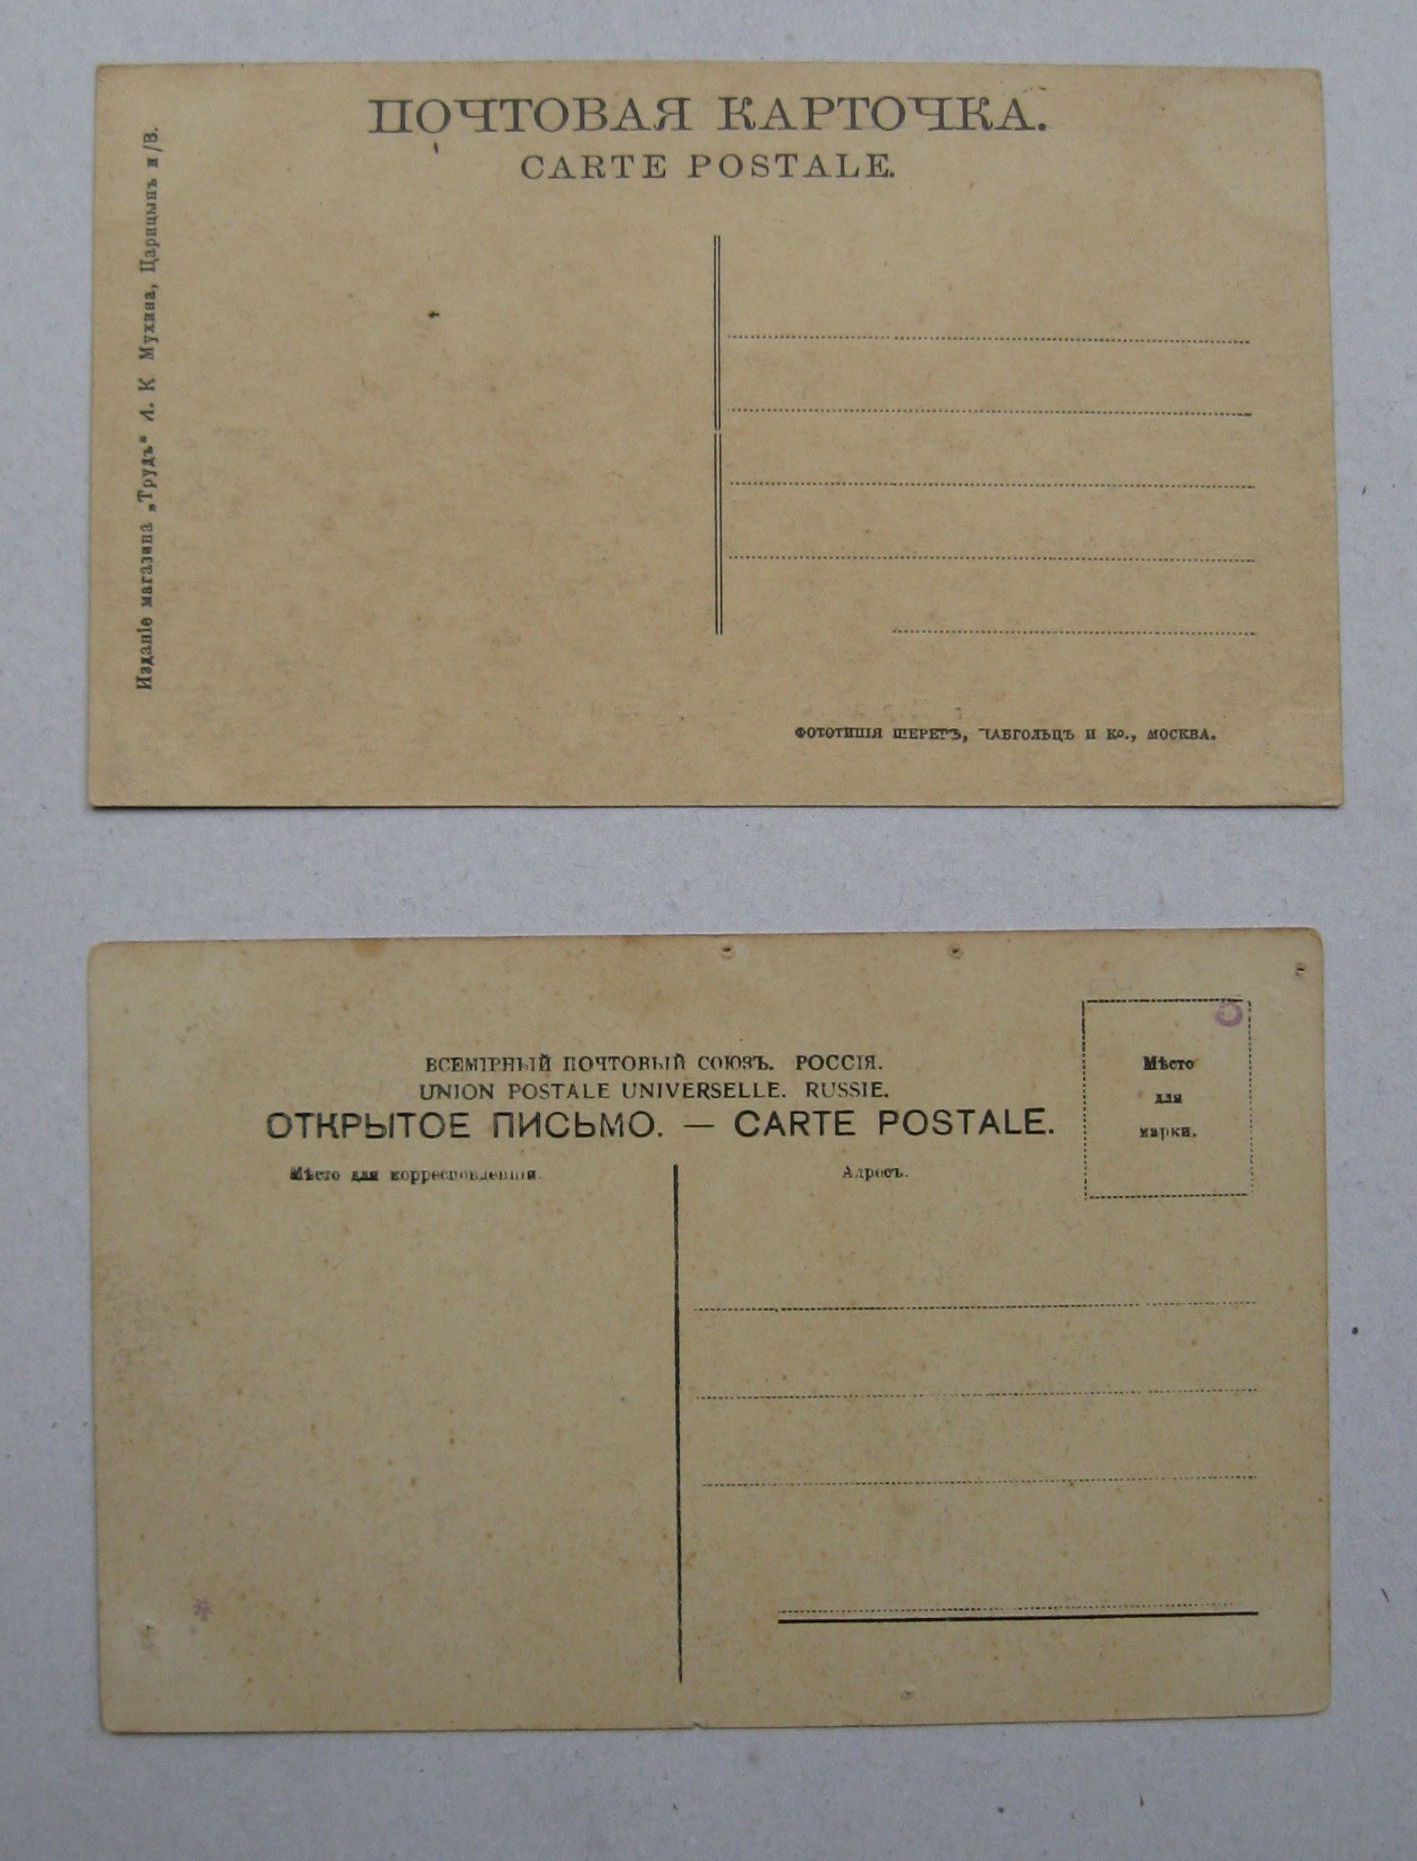 ПОЧТОВАЯ КАРТОЧКА.
CARTE POSTALE.
Изданіе магазина „Трудъ" Л. К Мухина, Царицынъ н/В.
ФОТОТИПІЯ ШЕРЕРЪ, НАБГОЛЬЦЪ И Ко., МОСКВА.
ВСЕМІРНЫЙ ПОЧТОВЫЙ СОЮЗЪ. РОССІЯ.
UNION POSTALE UNIVERSELLE. RUSSIE.
ОТКРЫТОЕ ПИСЬМО. — CARTE POSTALE.
Мѣсто
для
марки.
Мѣсто для корреспонденціи.
Адресъ.